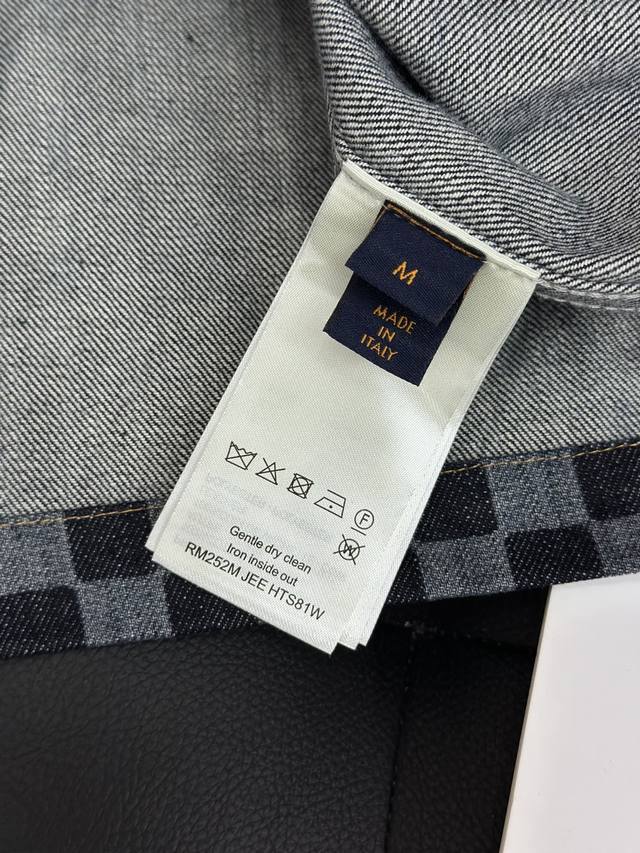 M
MADE
IN
ITALY
F
W
Gentle dry clean
Iron inside out
RM252M JEE HTS81W